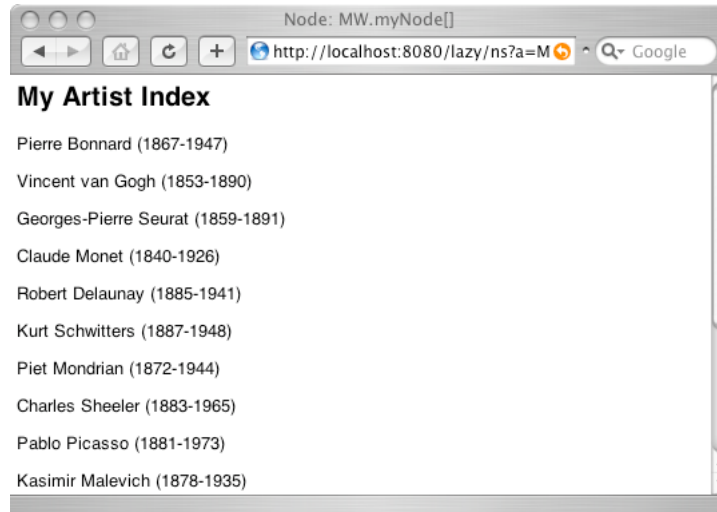 Node: MW.myNode[]
http://localhost:8080/lazy/ns?a=M
Google
My Artist Index
Pierre Bonnard (1867-1947)
Vincent van Gogh (1853-1890)
Georges-Pierre Seurat (1859-1891)
Claude Monet (1840-1926)
Robert Delaunay (1885-1941)
Kurt Schwitters (1887-1948)
Piet Mondrian (1872-1944)
Charles Sheeler (1883-1965)
Pablo Picasso (1881-1973)
Kasimir Malevich (1878-1935)